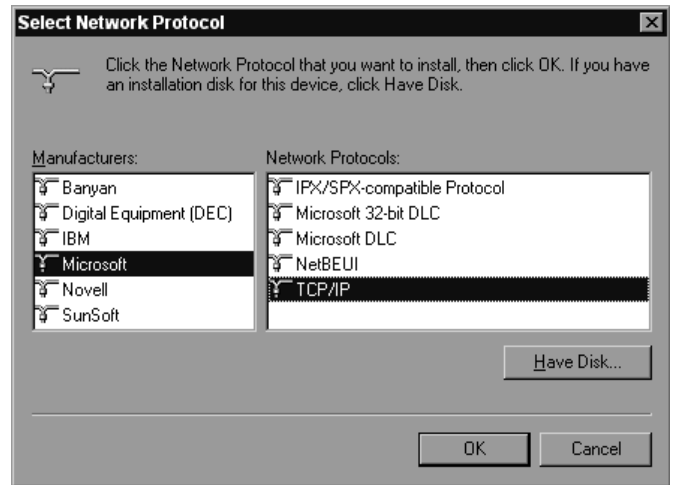 Select Network Protocol
Click the Network Protocol that you want to install, then click OK. If you have
an installation disk for this device, click Have Disk.
Manufacturers:
Banyan
Digital Equipment (DEC)
IBM
Microsoft
Novell
SunSoft
Network Protocols:
IPX/SPX-compatible Protocol
Microsoft 32-bit DLC
Microsoft DLC
NetBEUI
TCP/IP
Have Disk...
OK
Cancel